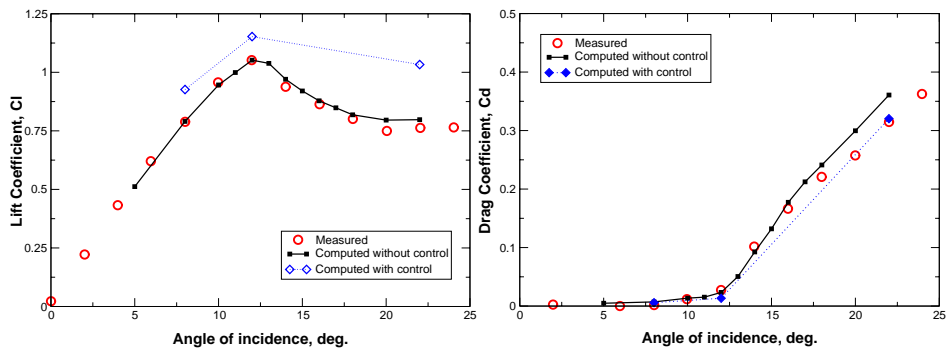 Lift Coefficient, Cl
1.25
1
0.75
0.5
0.25
0
0
5
10
15
20
25
Angle of incidence, deg.
Measured
Computed without control
Computed with control
Drag Coefficient, Cd
0.5
0.4
0.3
0.2
0.1
0
0
5
10
15
20
25
Angle of incidence, deg.
Measured
Computed without control
Computed with control